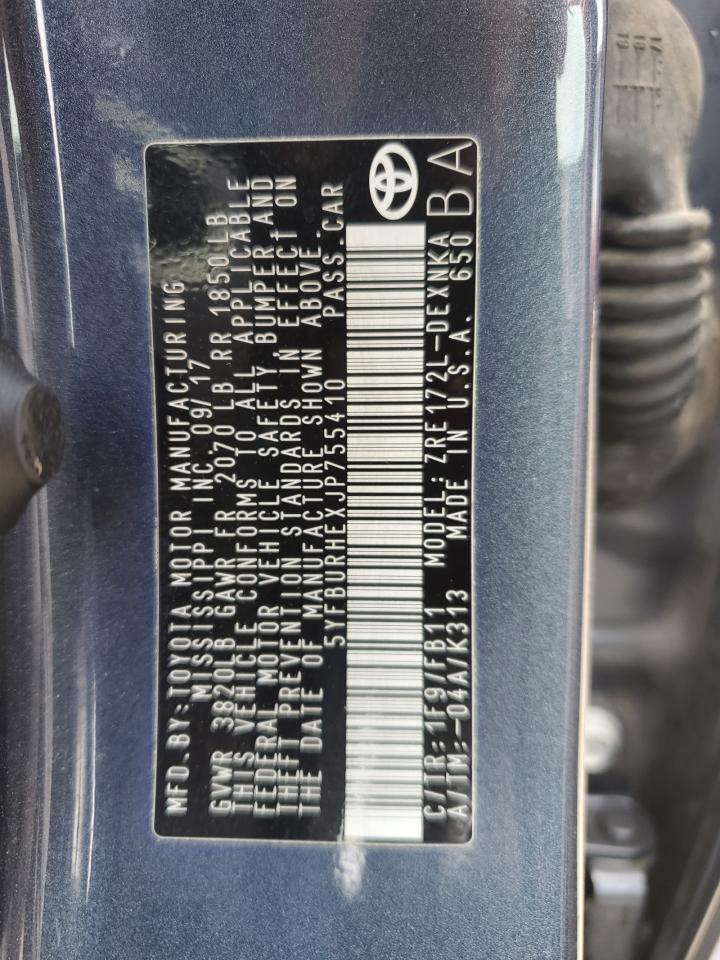 MFD.BY:TOYOTA MOTOR MANUFACTURING
MISSISSIPPI INC. 09/17
GVWR 3820LB GAWR FR 2070 LB RR 1850LB
THIS VEHICLE CONFORMS TO ALL APPLICABLE
FEDERAL MOTOR VEHICLE SAFETY, BUMPER, AND
THEFT PREVENTION STANDARDS IN EFFECT ON
THE DATE OF MANUFACTURE SHOWN ABOVE.
5YFBURHEXJP755410 PASS.CAR
C/TR:1F9/FB11 MODEL: ZRE172L-DEXNKA
A/TM:-04A/K313 MADE IN U.S.A. 650
BA